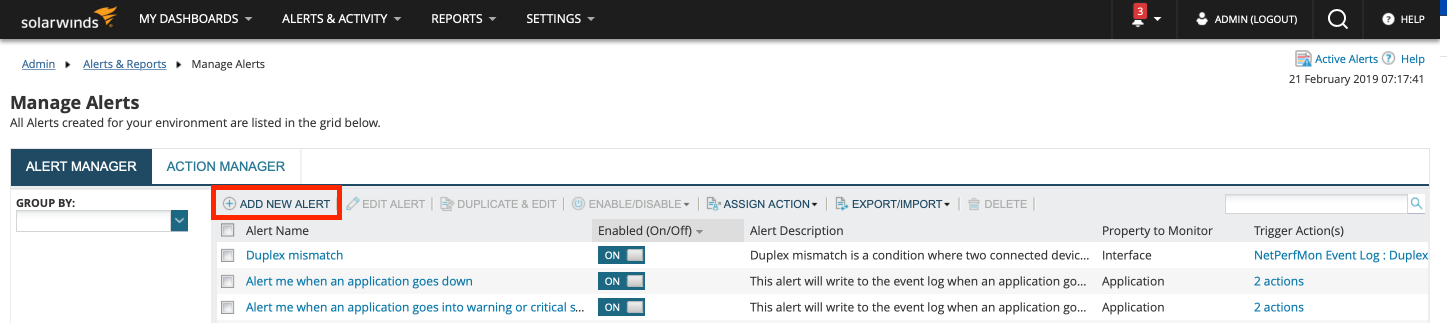 solarwinds MY DASHBOARDS ALERTS & ACTIVITY REPORTS SETTINGS 3 ADMIN (LOGOUT) HELP
Admin Alerts & Reports Manage Alerts
Active Alerts ? Help
21 February 2019 07:17:41
Manage Alerts
All Alerts created for your environment are listed in the grid below.
ALERT MANAGER ACTION MANAGER
GROUP BY:
ADD NEW ALERT EDIT ALERT DUPLICATE & EDIT ENABLE/DISABLE ASSIGN ACTION EXPORT/IMPORT DELETE
Alert Name Enabled (On/Off) Alert Description Property to Monitor Trigger Action(s)
Duplex mismatch ON Duplex mismatch is a condition where two connected devic... Interface NetPerfMon Event Log : Duplex
Alert me when an application goes down ON This alert will write to the event log when an application go... Application 2 actions
Alert me when an application goes into warning or critical s... ON This alert will write to the event log when an application go... Application 2 actions